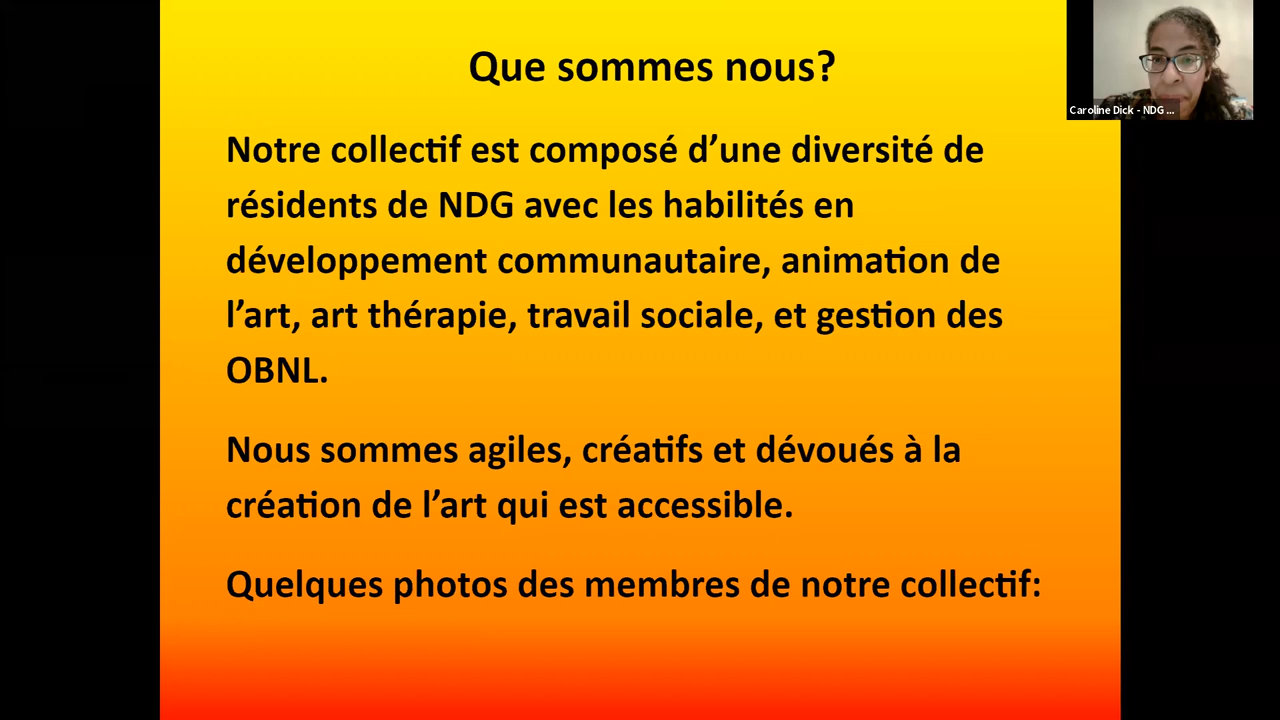 Que sommes nous?
Caroline Dick - NDG ...
Notre collectif est composé d’une diversité de
résidents de NDG avec les habilités en
développement communautaire, animation de
l’art, art thérapie, travail sociale, et gestion des
OBNL.
Nous sommes agiles, créatifs et dévoués à la
création de l’art qui est accessible.
Quelques photos des membres de notre collectif: